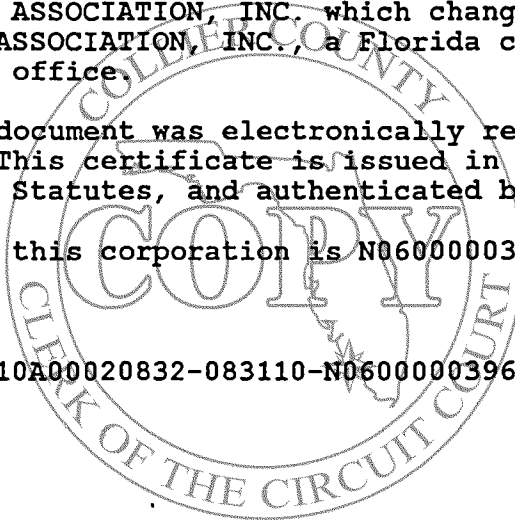 ASSOCIATION, INC. which chang
ASSOCIATION, INC., a Florida c
office.
document was electronically re
This certificate is issued in
Statutes, and authenticated b
this corporation is N06000003
10A00020832-083110-N06000000396
COLLIER COUNTY
COPY
CLERK OF THE CIRCUIT COURT